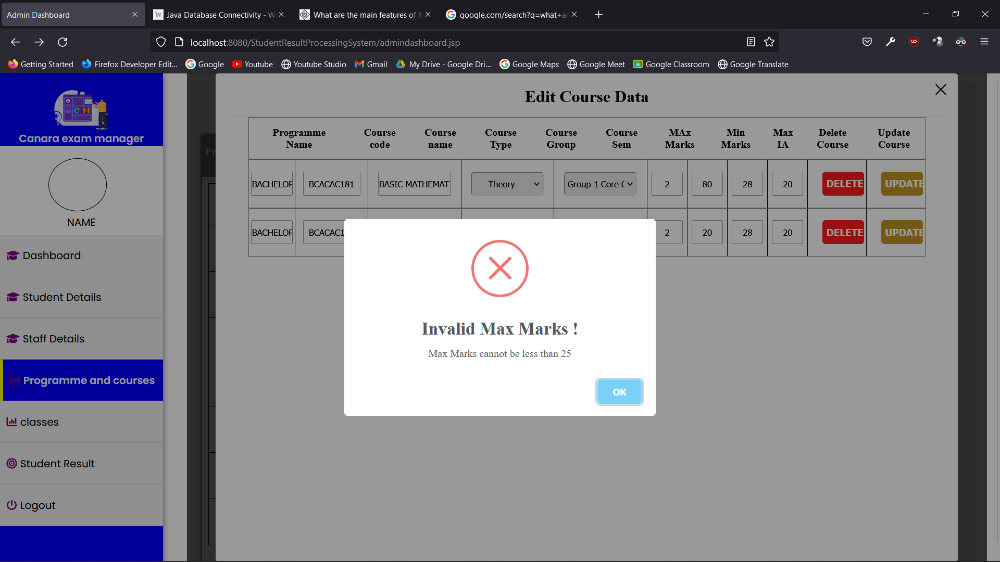 Admin Dashboard
Java Database Connectivity - W
What are the main features of M
google.com/search?q=what+ar
localhost:8080/StudentResultProcessingSystem/admindashboard.jsp
Getting Started
Firefox Developer Edit...
Google
Youtube
Youtube Studio
Gmail
My Drive - Google Dri...
Google Maps
Google Meet
Google Classroom
Google Translate
Canara exam manager
NAME
Dashboard
Student Details
Staff Details
Programme and courses
classes
Student Result
Logout
Edit Course Data
Programme Name
Course code
Course name
Course Type
Course Group
Course Sem
MAx Marks
Min Marks
Max IA
Delete Course
Update Course
BACHELOR BCACAC181 BASIC MATHEMAT Theory Group 1 Core C 2 80 28 20 DELETE UPDATE
BACHELOR BCACAC1 2 20 28 20 DELETE UPDATE
Invalid Max Marks !
Max Marks cannot be less than 25
OK